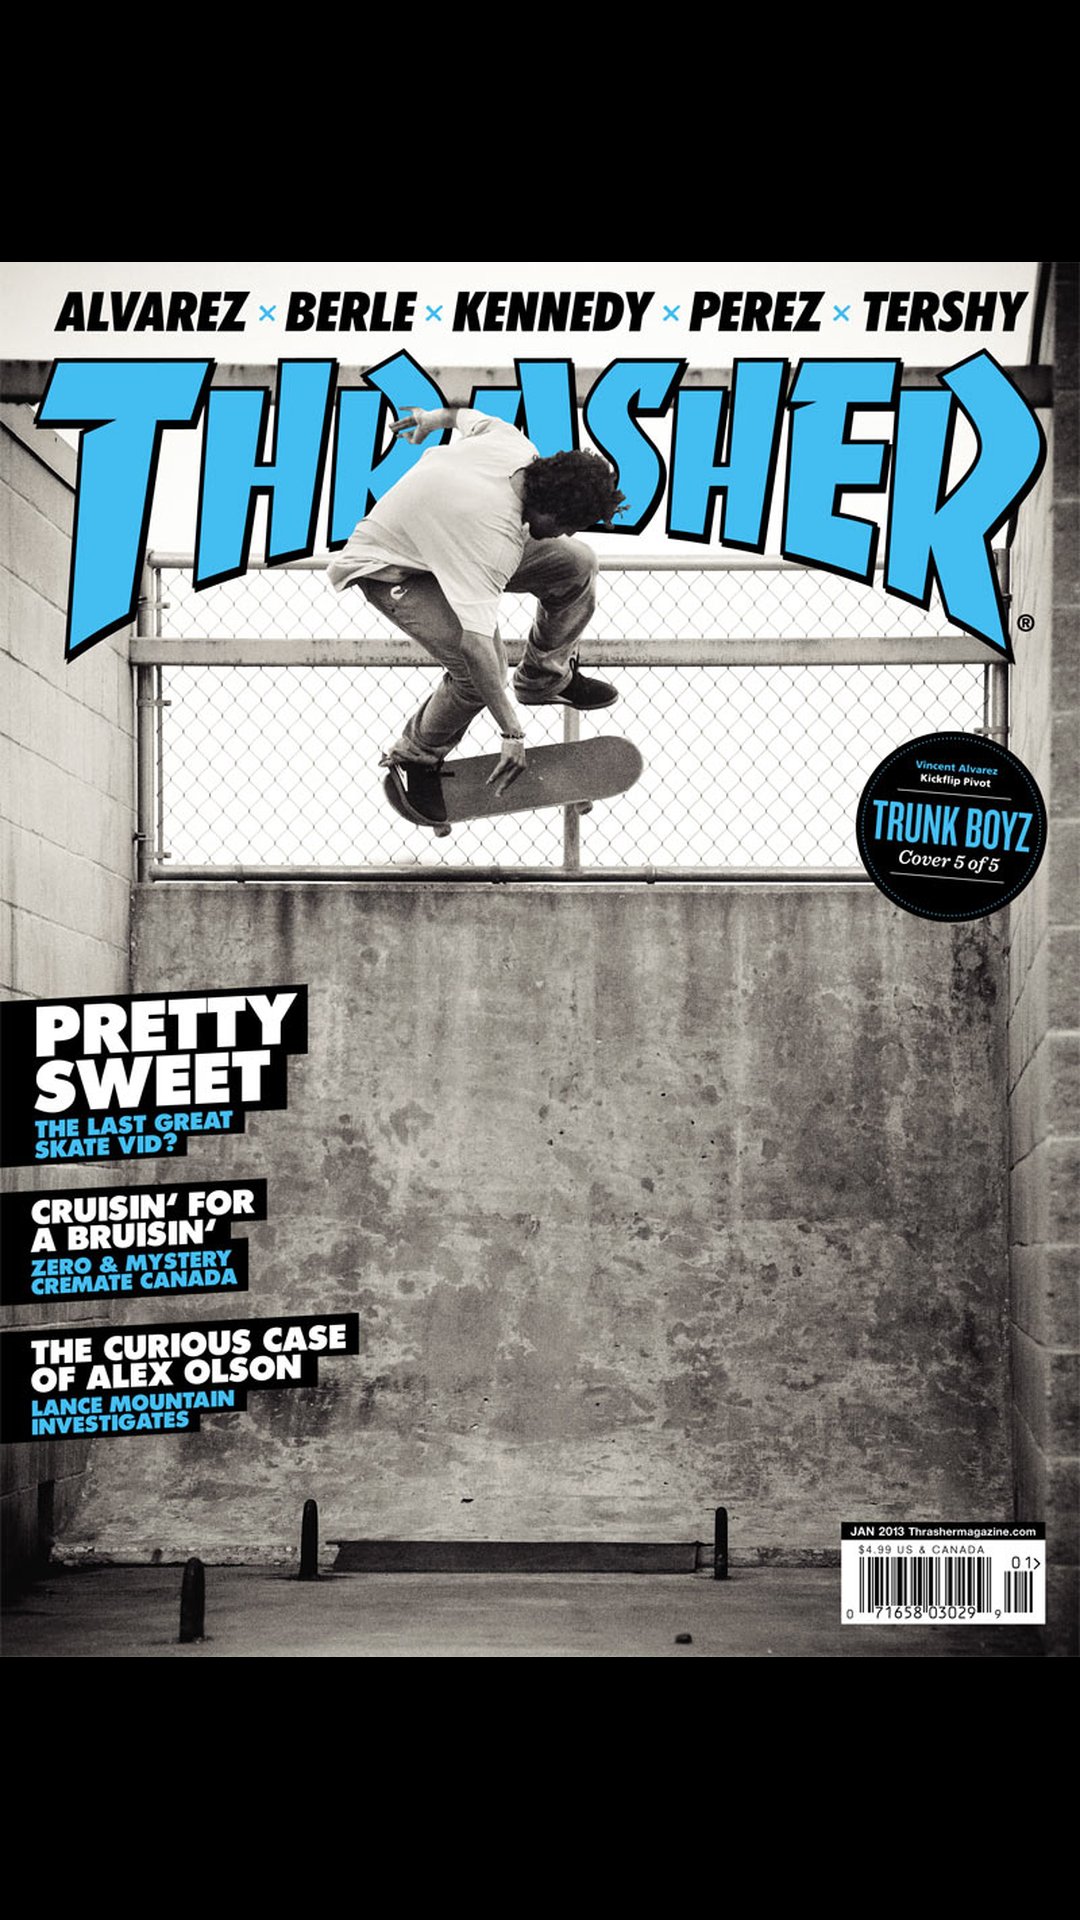 ALVAREZ × BERLE × KENNEDY × PEREZ × TERSHY
THRASHER
®
Vincent Alvarez
Kickflip Pivot
TRUNK BOYZ
Cover 5 of 5
PRETTY
SWEET
THE LAST GREAT
SKATE VID?
CRUISIN‘ FOR
A BRUISIN‘
ZERO & MYSTERY
CREMATE CANADA
THE CURIOUS CASE
OF ALEX OLSON
LANCE MOUNTAIN
INVESTIGATES
JAN 2013 Thrashermagazine.com
$4.99 US & CANADA
01>
0 71658 03029 9